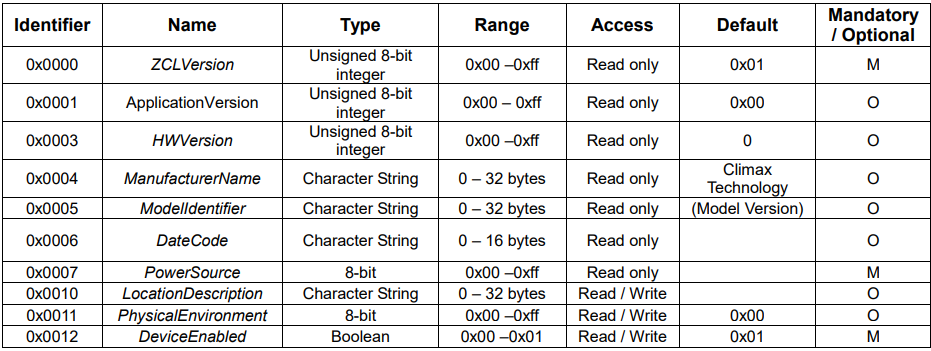 Identifier Name Type Range Access Default Mandatory / Optional
0x0000 ZCLVersion Unsigned 8-bit integer 0x00 –0xff Read only 0x01 M
0x0001 ApplicationVersion Unsigned 8-bit integer 0x00 – 0xff Read only 0x00 O
0x0003 HWVersion Unsigned 8-bit integer 0x00 –0xff Read only 0 O
0x0004 ManufacturerName Character String 0 – 32 bytes Read only Climax Technology O
0x0005 ModelIdentifier Character String 0 – 32 bytes Read only (Model Version) O
0x0006 DateCode Character String 0 – 16 bytes Read only O
0x0007 PowerSource 8-bit 0x00 –0xff Read only M
0x0010 LocationDescription Character String 0 – 32 bytes Read / Write O
0x0011 PhysicalEnvironment 8-bit 0x00 –0xff Read / Write 0x00 O
0x0012 DeviceEnabled Boolean 0x00 –0x01 Read / Write 0x01 M